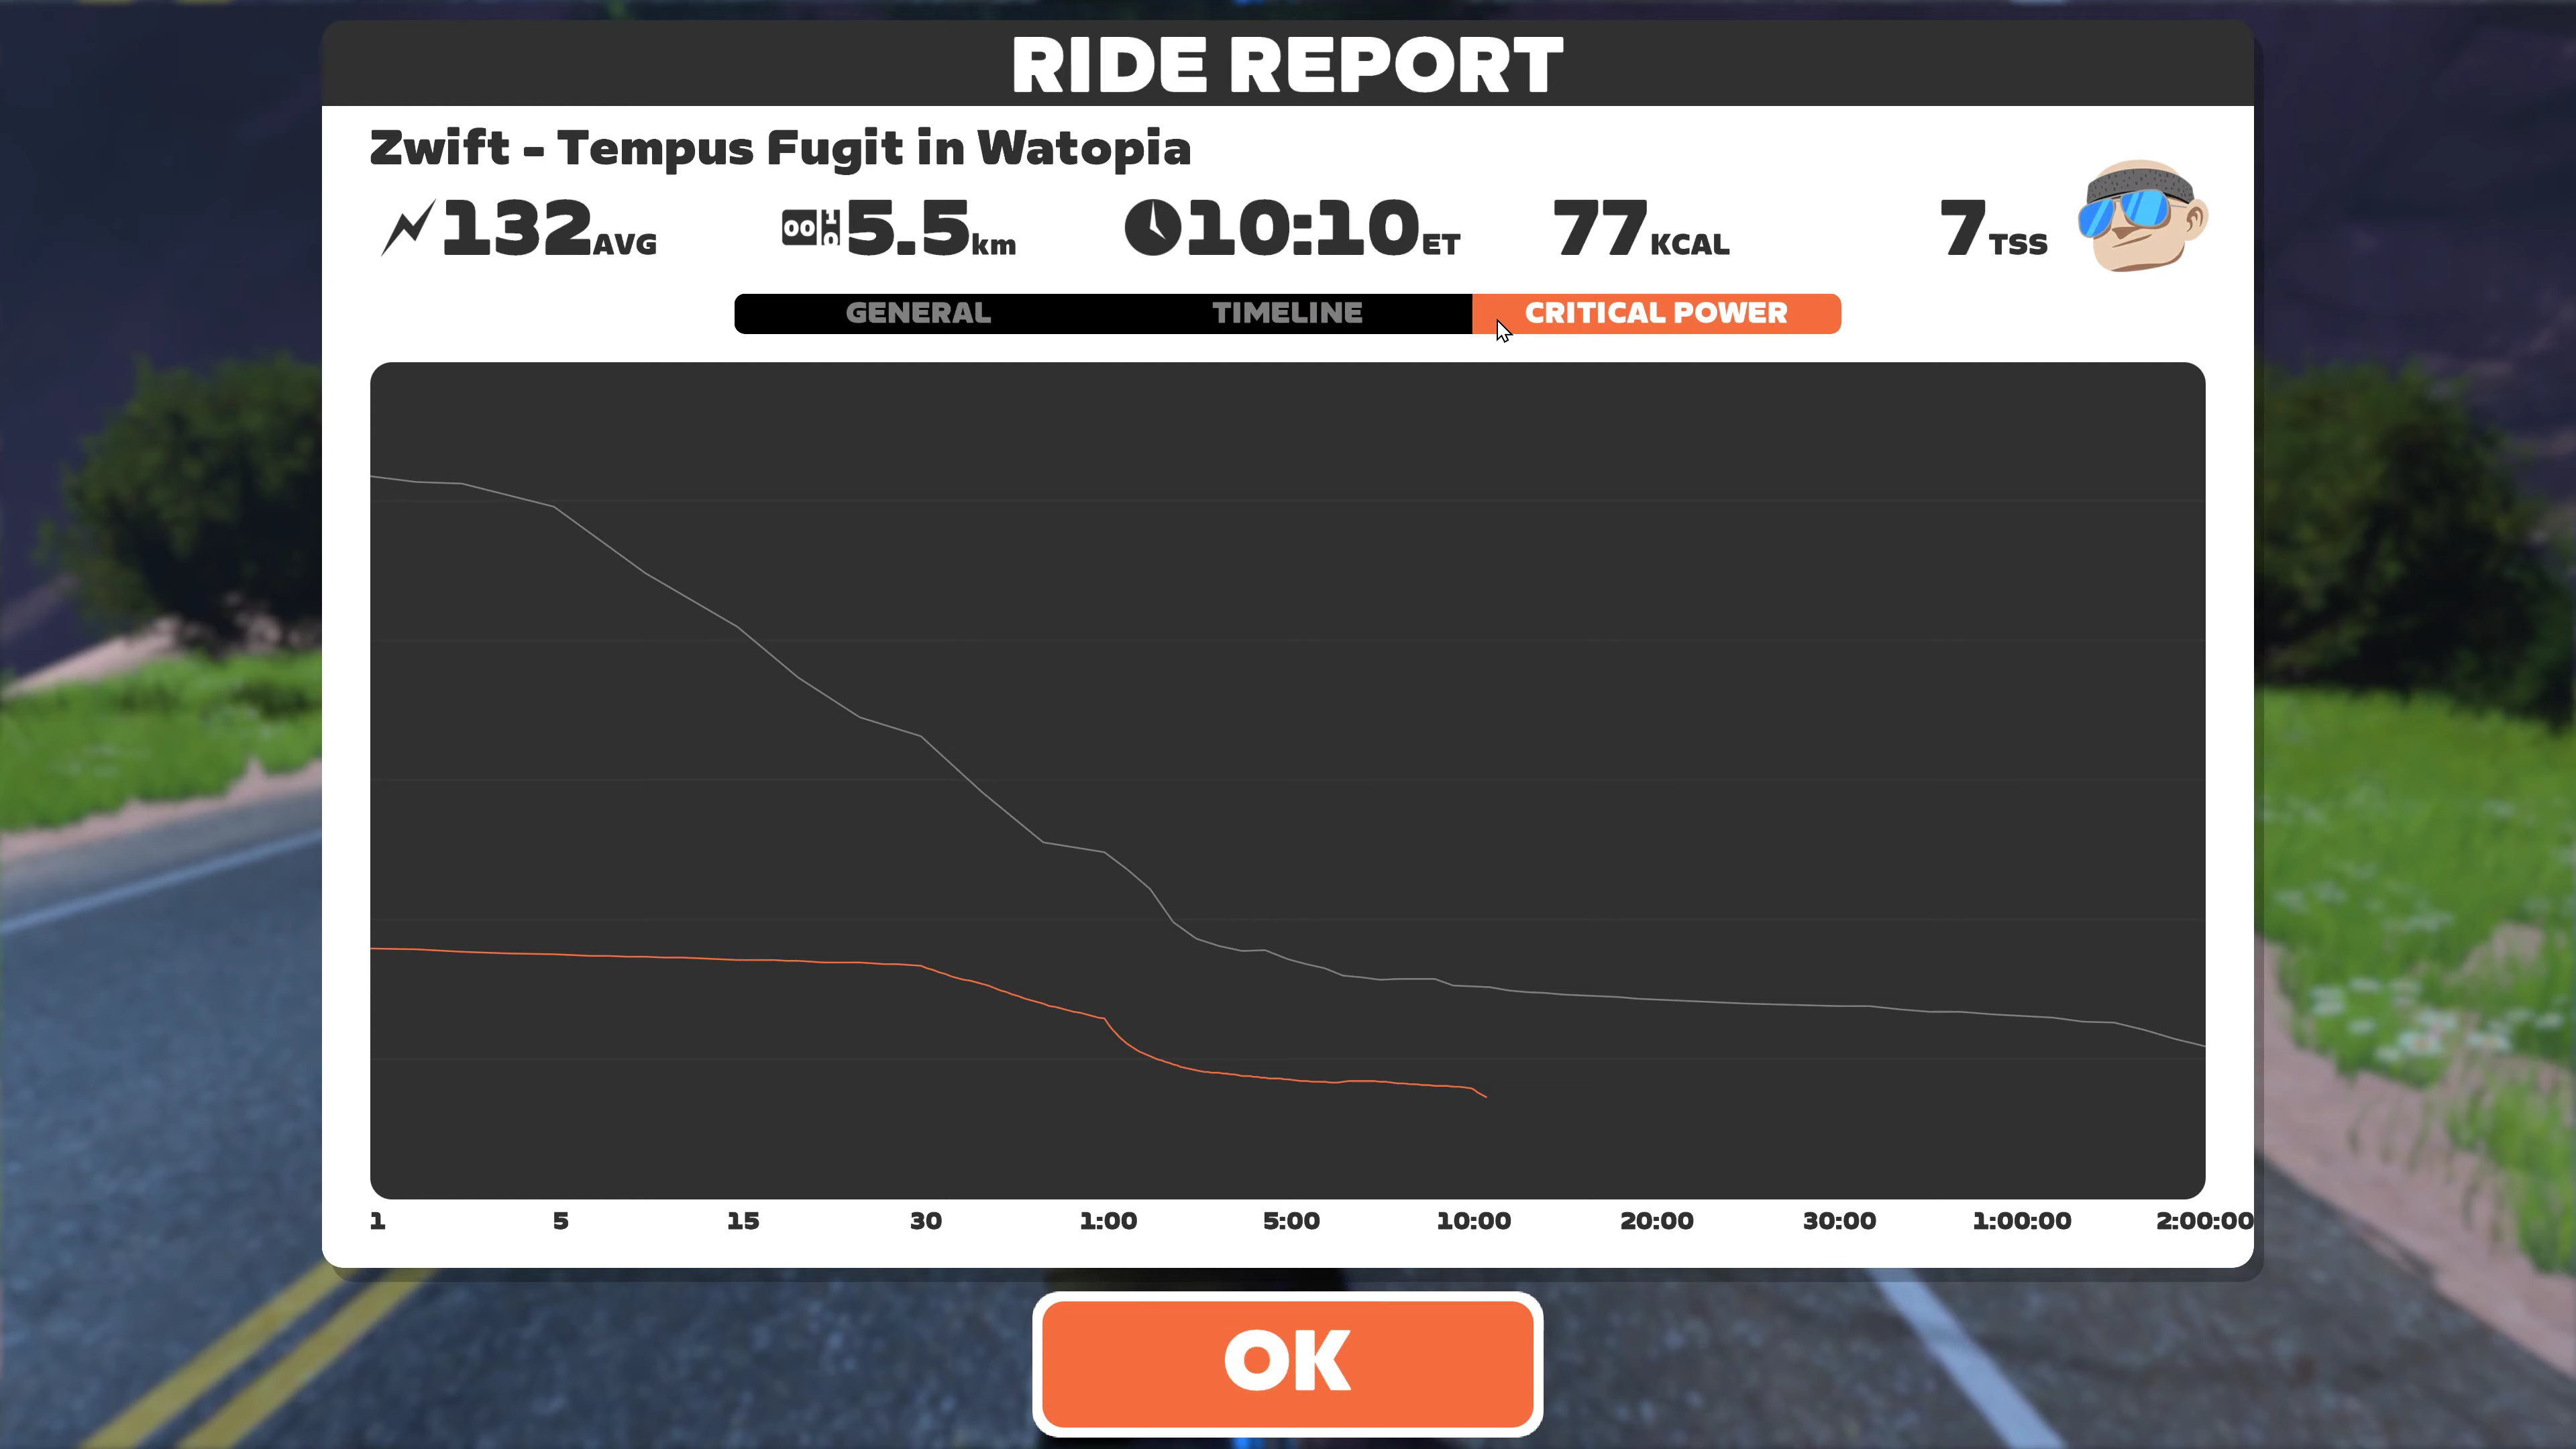 RIDE REPORT
Zwift - Tempus Fugit in Watopia
132AVG 5.5km 10:10ET 77KCAL 7TSS
GENERAL TIMELINE CRITICAL POWER
1 5 15 30 1:00 5:00 10:00 20:00 30:00 1:00:00 2:00:00
OK